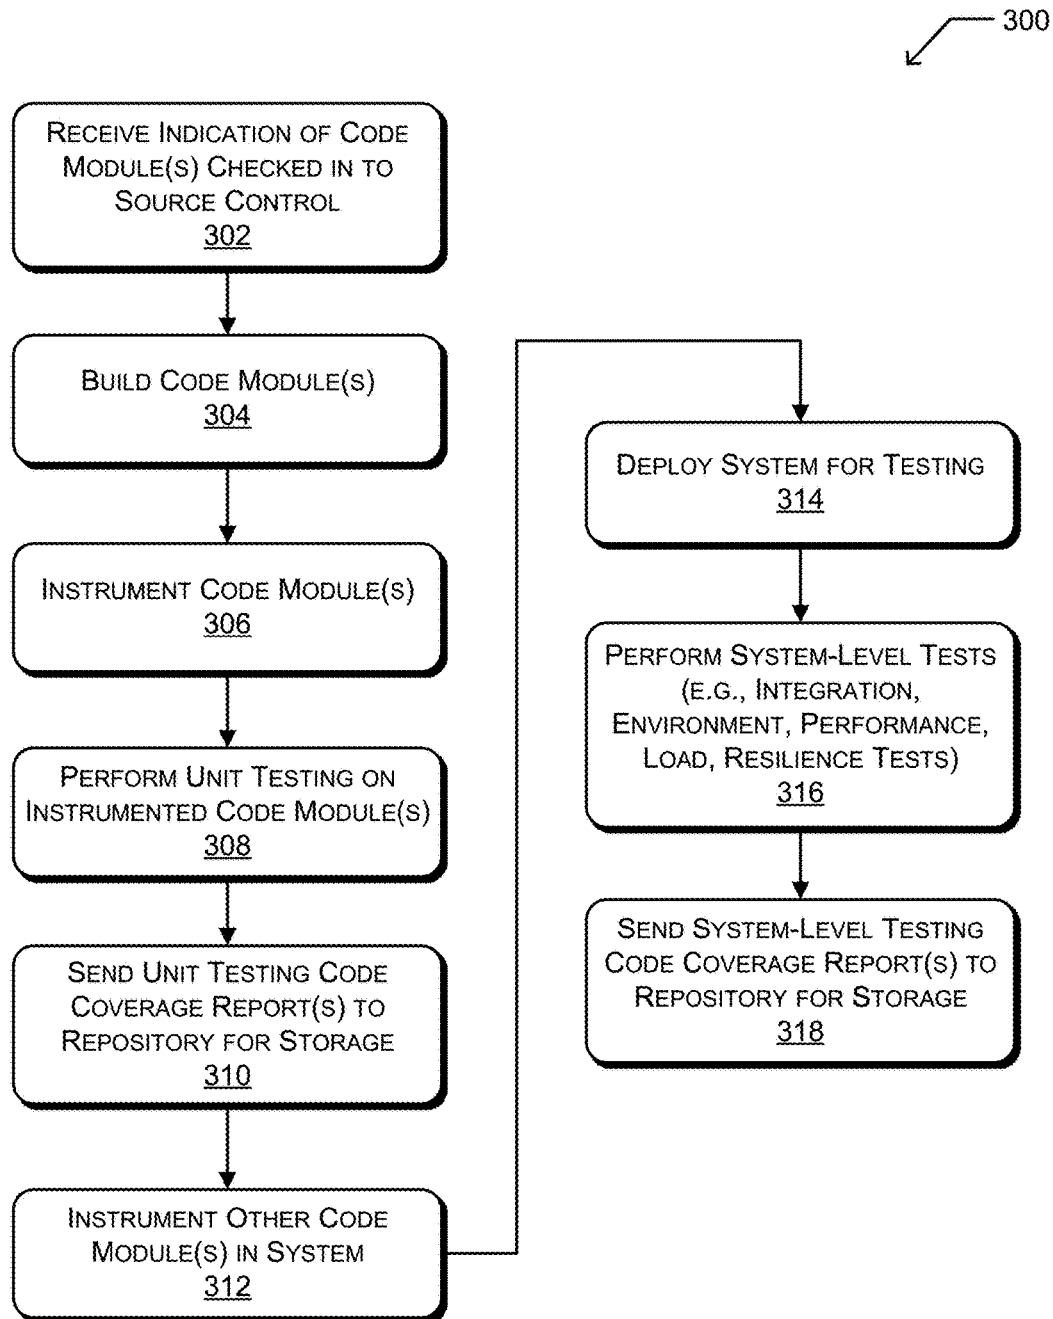 300
RECEIVE INDICATION OF CODE
MODULE(S) CHECKED IN TO
SOURCE CONTROL
302
BUILD CODE MODULE(S)
304
INSTRUMENT CODE MODULE(S)
306
PERFORM UNIT TESTING ON
INSTRUMENTED CODE MODULE(S)
308
SEND UNIT TESTING CODE
COVERAGE REPORT(S) TO
REPOSITORY FOR STORAGE
310
INSTRUMENT OTHER CODE
MODULE(S) IN SYSTEM
312
DEPLOY SYSTEM FOR TESTING
314
PERFORM SYSTEM-LEVEL TESTS
(E.G., INTEGRATION,
ENVIRONMENT, PERFORMANCE,
LOAD, RESILIENCE TESTS)
316
SEND SYSTEM-LEVEL TESTING
CODE COVERAGE REPORT(S) TO
REPOSITORY FOR STORAGE
318